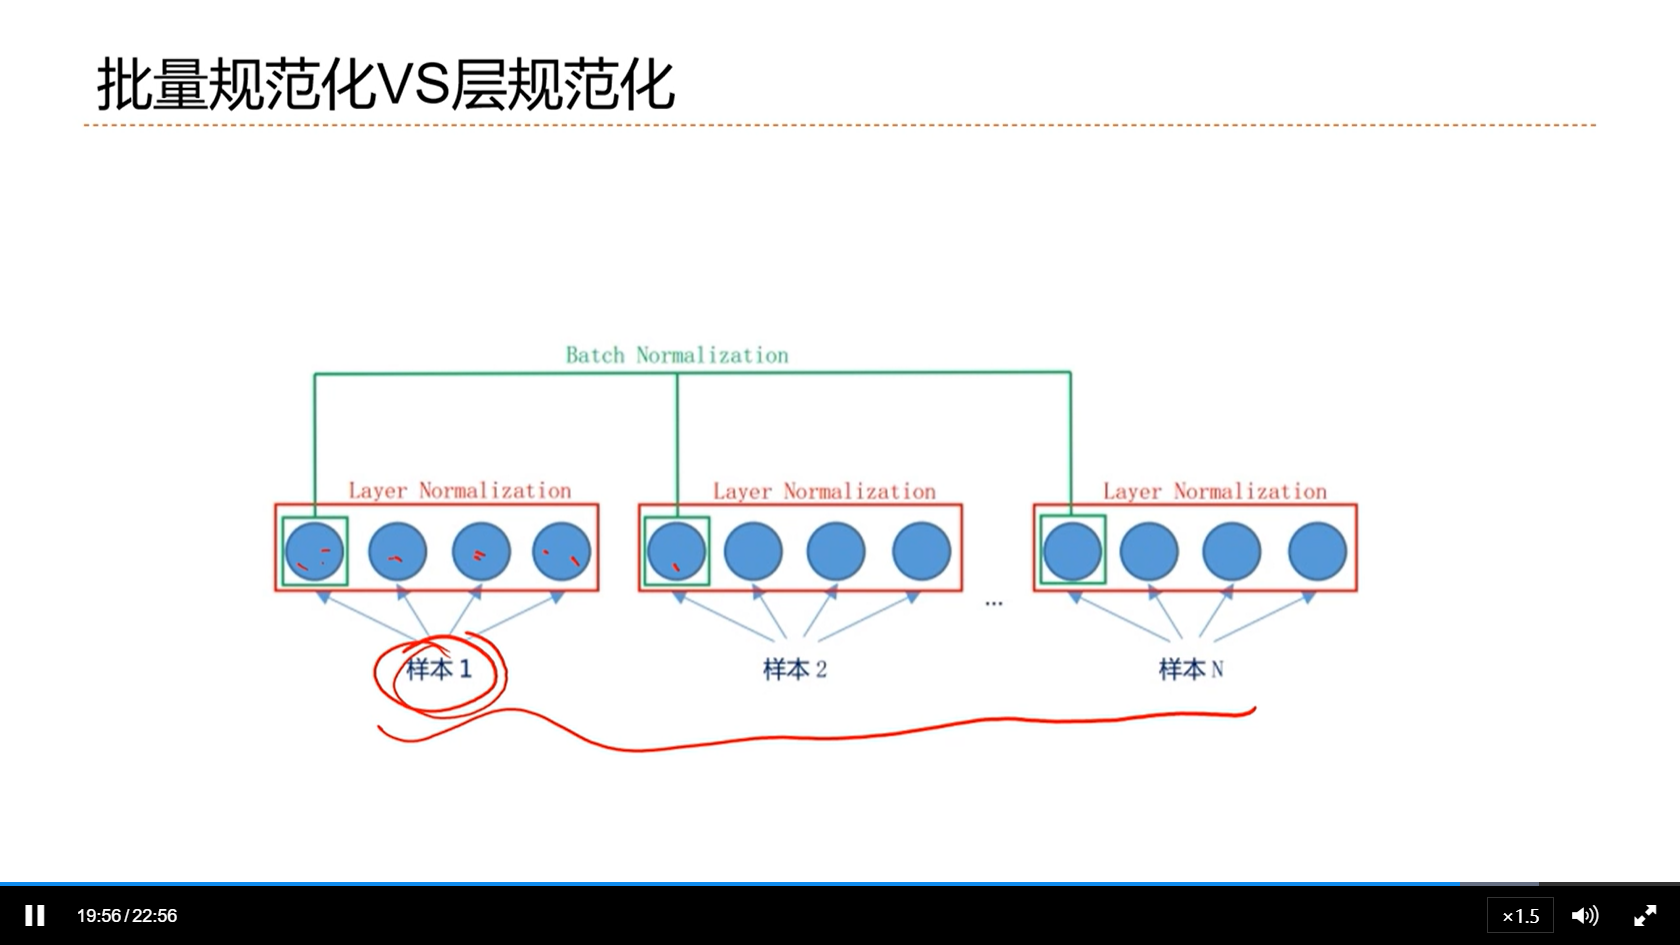 批量规范化VS层规范化
Batch Normalization
Layer Normalization
Layer Normalization
Layer Normalization
...
样本1
样本2
样本N
19:56/22:56
×1.5